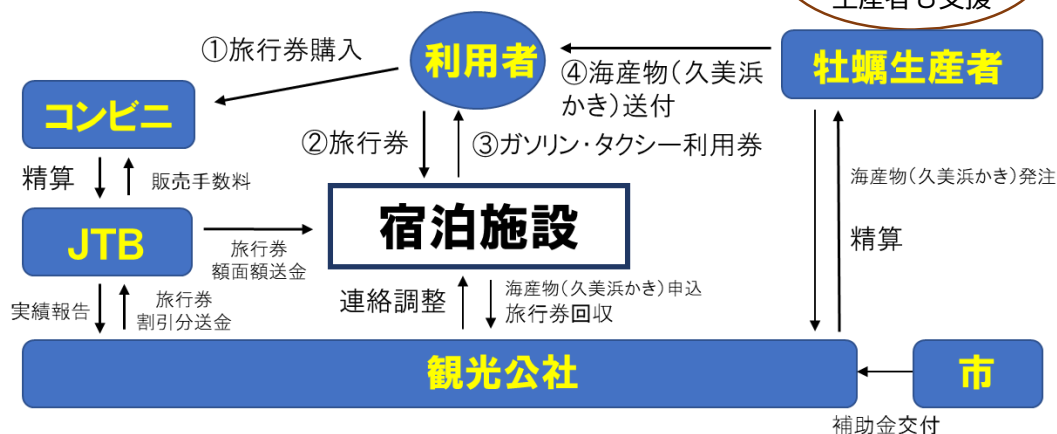 生産者も支援
①旅行券購入
利用者
④海産物(久美浜
かき)送付
牡蠣生産者
コンビニ
②旅行券
③ガソリン・タクシー利用券
精算
販売手数料
海産物(久美浜かき)発注
宿泊施設
JTB
旅行券
額面額送金
精算
実績報告
旅行券
割引分送金
連絡調整
海産物(久美浜かき)申込
旅行券回収
観光公社
市
補助金交付